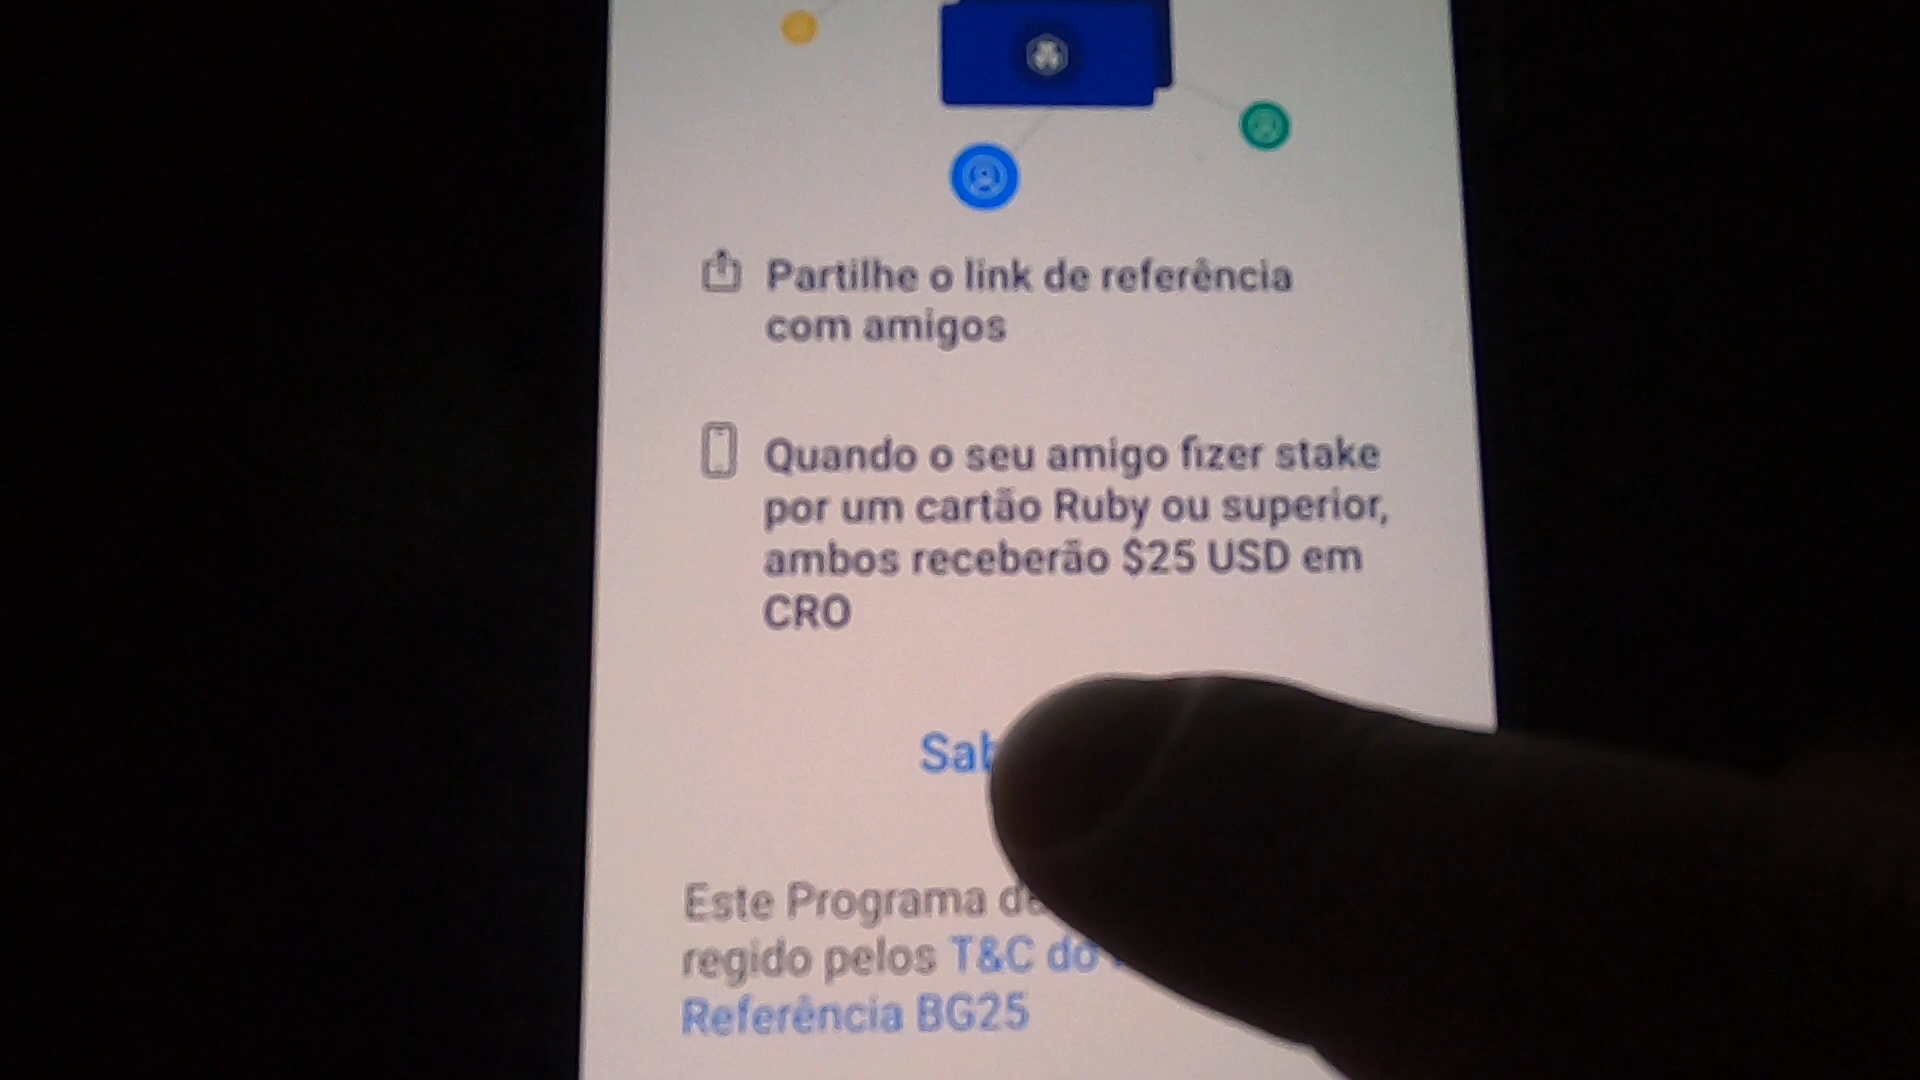 Partilhe o link de referência
com amigos
Quando o seu amigo fizer stake
por um cartão Ruby ou superior,
ambos receberão $25 USD em
CRO
Este Programa
regido pelos T&C do
Referência BG25